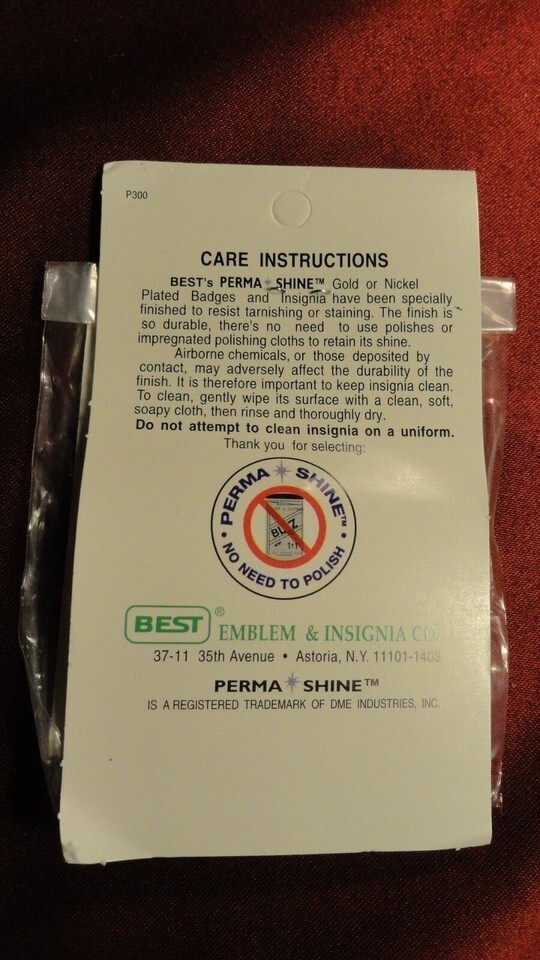 P300
CARE INSTRUCTIONS
BEST's PERMA SHINE™ Gold or Nickel
Plated Badges and Insignia have been specially
finished to resist tarnishing or staining. The finish is
so durable, there's no need to use polishes or
impregnated polishing cloths to retain its shine.
Airborne chemicals, or those deposited by
contact, may adversely affect the durability of the
finish. It is therefore important to keep insignia clean.
To clean, gently wipe its surface with a clean, soft,
soapy cloth, then rinse and thoroughly dry.
Do not attempt to clean insignia on a uniform.
Thank you for selecting:
• PERMA SHINE™ •
NO NEED TO POLISH
BEST® EMBLEM & INSIGNIA CO.
37-11 35th Avenue • Astoria, N.Y. 11101-1403
PERMA SHINE™
IS A REGISTERED TRADEMARK OF DME INDUSTRIES, INC.